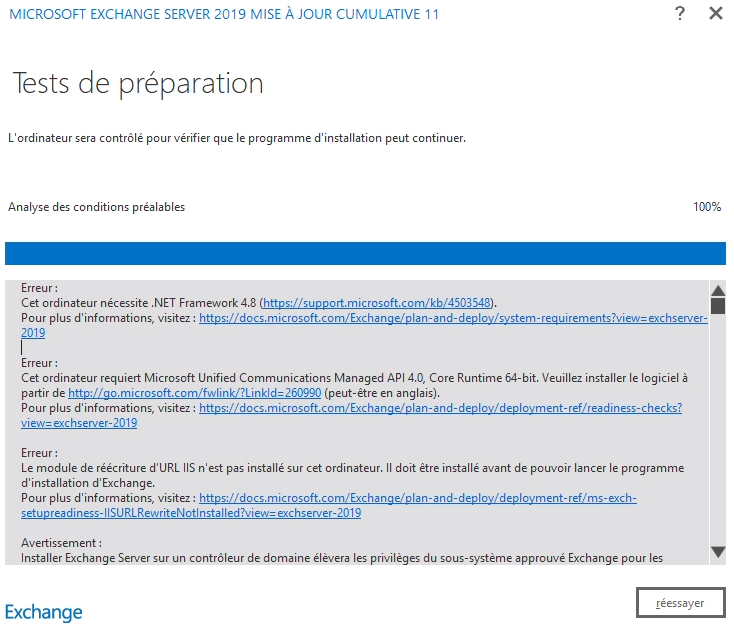 MICROSOFT EXCHANGE SERVER 2019 MISE À JOUR CUMULATIVE 11
?
Tests de préparation
L'ordinateur sera contrôlé pour vérifier que le programme d'installation peut continuer.
Analyse des conditions préalables 100%
Erreur :
Cet ordinateur nécessite .NET Framework 4.8 (https://support.microsoft.com/kb/4503548).
Pour plus d'informations, visitez : https://docs.microsoft.com/Exchange/plan-and-deploy/system-requirements?view=exchserver-
2019
Erreur :
Cet ordinateur requiert Microsoft Unified Communications Managed API 4.0, Core Runtime 64-bit. Veuillez installer le logiciel à
partir de http://go.microsoft.com/fwlink/?LinkId=260990 (peut-être en anglais).
Pour plus d'informations, visitez : https://docs.microsoft.com/Exchange/plan-and-deploy/deployment-ref/readiness-checks?
view=exchserver-2019
Erreur :
Le module de réécriture d'URL IIS n'est pas installé sur cet ordinateur. Il doit être installé avant de pouvoir lancer le programme
d'installation d'Exchange.
Pour plus d'informations, visitez : https://docs.microsoft.com/Exchange/plan-and-deploy/deployment-ref/ms-exch-
setupreadiness-IISURLRewriteNotInstalled?view=exchserver-2019
Avertissement :
Installer Exchange Server sur un contrôleur de domaine élèvera les privilèges du sous-système approuvé Exchange pour les
réessayer
Exchange